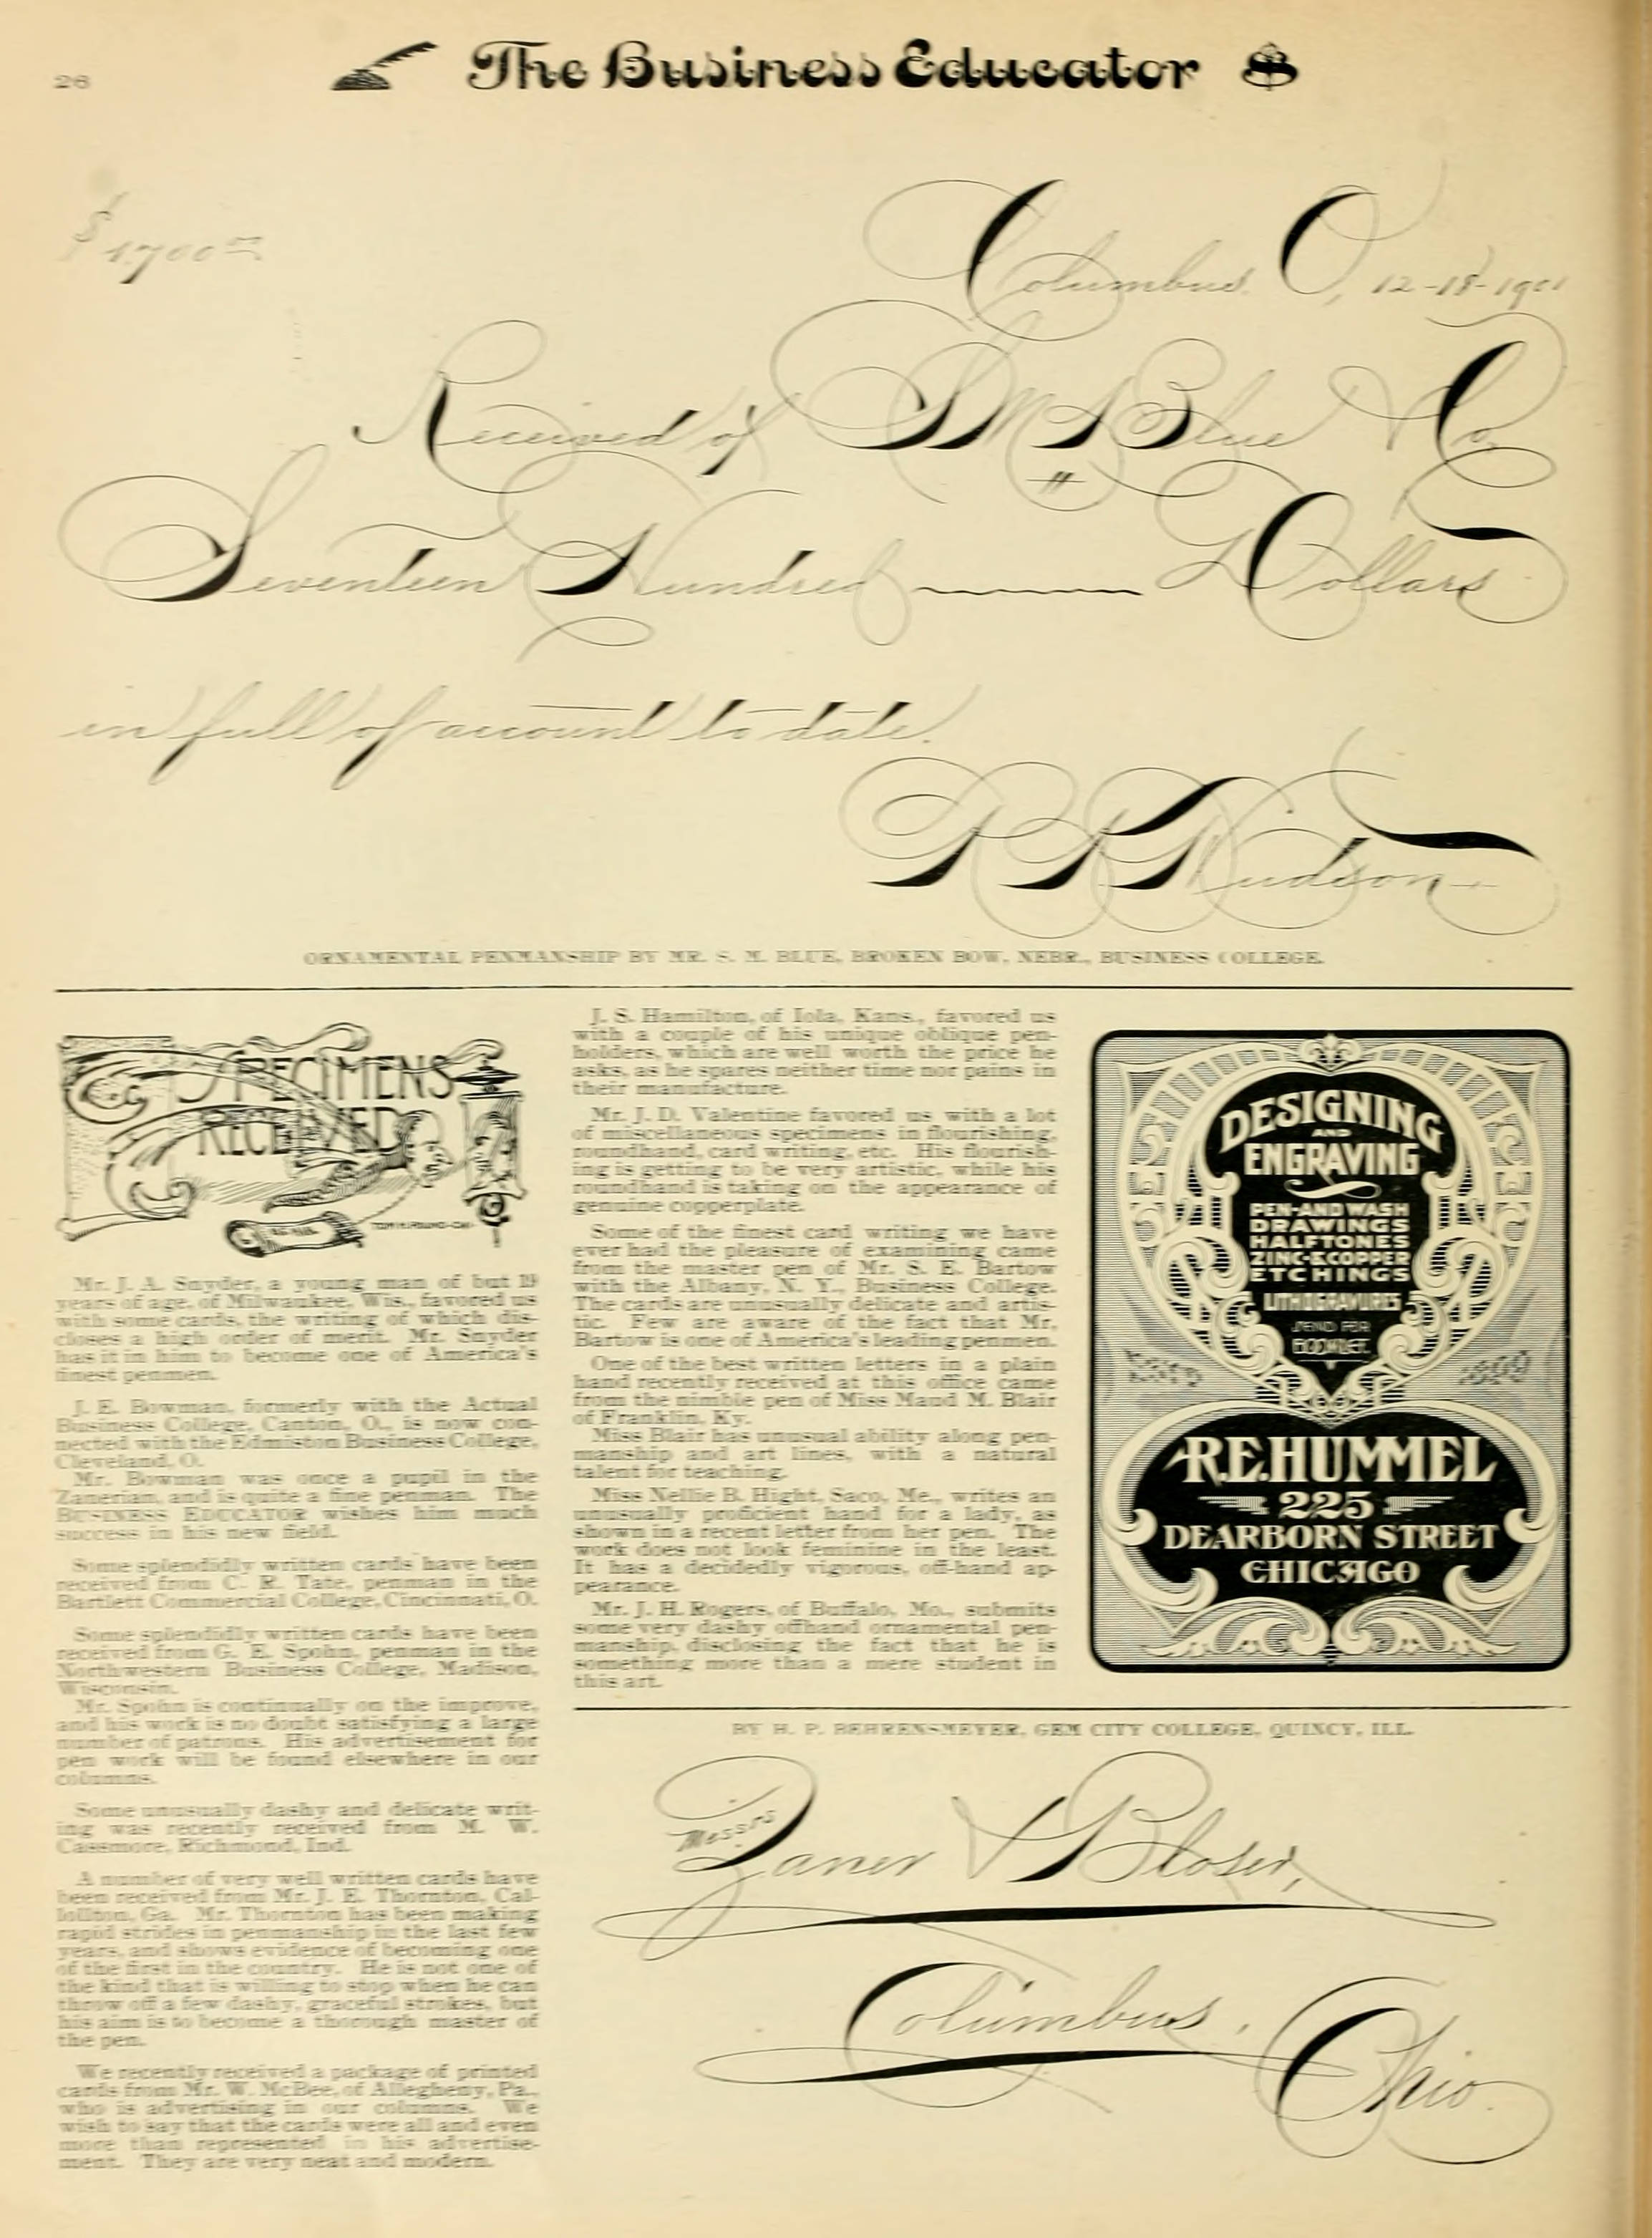 26
The Business Educator
$1700.00
Columbus, O, 12-18-1901
Received of S M Blue & Co,
Seventeen Hundred Dollars
in full of account to date.
R R Hudson
ORNAMENTAL PENMANSHIP BY MR. S. M. BLUE, BROKEN BOW, NEBR., BUSINESS COLLEGE.
SPECIMENS
RECEIVED
Mr. J. A. Snyder, a young man of but 19
years of age, of Milwaukee, Wis., favored us
with some cards, the writing of which dis-
closes a high order of merit. Mr. Snyder
has it in him to become one of America's
finest penmen.
J. E. Bowman, formerly with the Actual
Business College, Canton, O., is now con-
nected with the Edmiston Business College,
Cleveland, O.
Mr. Bowman was once a pupil in the
Zanerian, and is quite a fine penman. The
BUSINESS EDUCATOR wishes him much
success in his new field.
Some splendidly written cards have been
received from C. R. Tate, penman in the
Bartlett Commercial College, Cincinnati, O.
Some splendidly written cards have been
received from G. E. Spohn, penman in the
Northwestern Business College, Madison,
Wisconsin.
Mr. Spohn is continually on the improve,
and his work is no doubt satisfying a large
number of patrons. His advertisement for
pen work will be found elsewhere in our
columns.
Some unusually dashy and delicate writ-
ing was recently received from M. W.
Cassmore, Richmond, Ind.
A number of very well written cards have
been received from Mr. J. E. Thornton, Cal-
lollton, Ga. Mr. Thornton has been making
rapid strides in penmanship in the last few
years, and shows evidence of becoming one
of the first in the country. He is not one of
the kind that is willing to stop when he can
throw off a few dashy, graceful strokes, but
his aim is to become a thorough master of
the pen.
We recently received a package of printed
cards from Mr. W. McBee, of Allegheny, Pa.,
who is advertising in our columns. We
wish to say that the cards were all and even
more than represented in his advertise-
ment. They are very neat and modern.
J. S. Hamilton, of Iola, Kans., favored us
with a couple of his unique oblique pen-
holders, which are well worth the price he
asks, as he spares neither time nor pains in
their manufacture.
Mr. J. D. Valentine favored us with a lot
of miscellaneous specimens in flourishing,
roundhand, card writing, etc. His flourish-
ing is getting to be very artistic, while his
roundhand is taking on the appearance of
genuine copperplate.
Some of the finest card writing we have
ever had the pleasure of examining came
from the master pen of Mr. S. E. Bartow
with the Albany, N. Y., Business College.
The cards are unusually delicate and artis-
tic. Few are aware of the fact that Mr.
Bartow is one of America's leading penmen.
One of the best written letters in a plain
hand recently received at this office came
from the nimble pen of Miss Maud M. Blair
of Franklin, Ky.
Miss Blair has unusual ability along pen-
manship and art lines, with a natural
talent for teaching.
Miss Nellie B. Hight, Saco, Me., writes an
unusually proficient hand for a lady, as
shown in a recent letter from her pen. The
work does not look feminine in the least.
It has a decidedly vigorous, off-hand ap-
pearance.
Mr. J. H. Rogers, of Buffalo, Mo., submits
some very dashy offhand ornamental pen-
manship, disclosing the fact that he is
something more than a mere student in
this art.
DESIGNING
AND
ENGRAVING
PEN-AND WASH
DRAWINGS
HALFTONES
ZINC-&COPPER
ETCHINGS
LITHOGRAVURES
SEND FOR
BOOKLET
R.E.HUMMEL
225
DEARBORN STREET
CHICAGO
BY H. P. BEHRENSMEYER, GEM CITY COLLEGE, QUINCY, ILL.
Messrs
Zaner & Bloser,
Columbus,
Ohio.